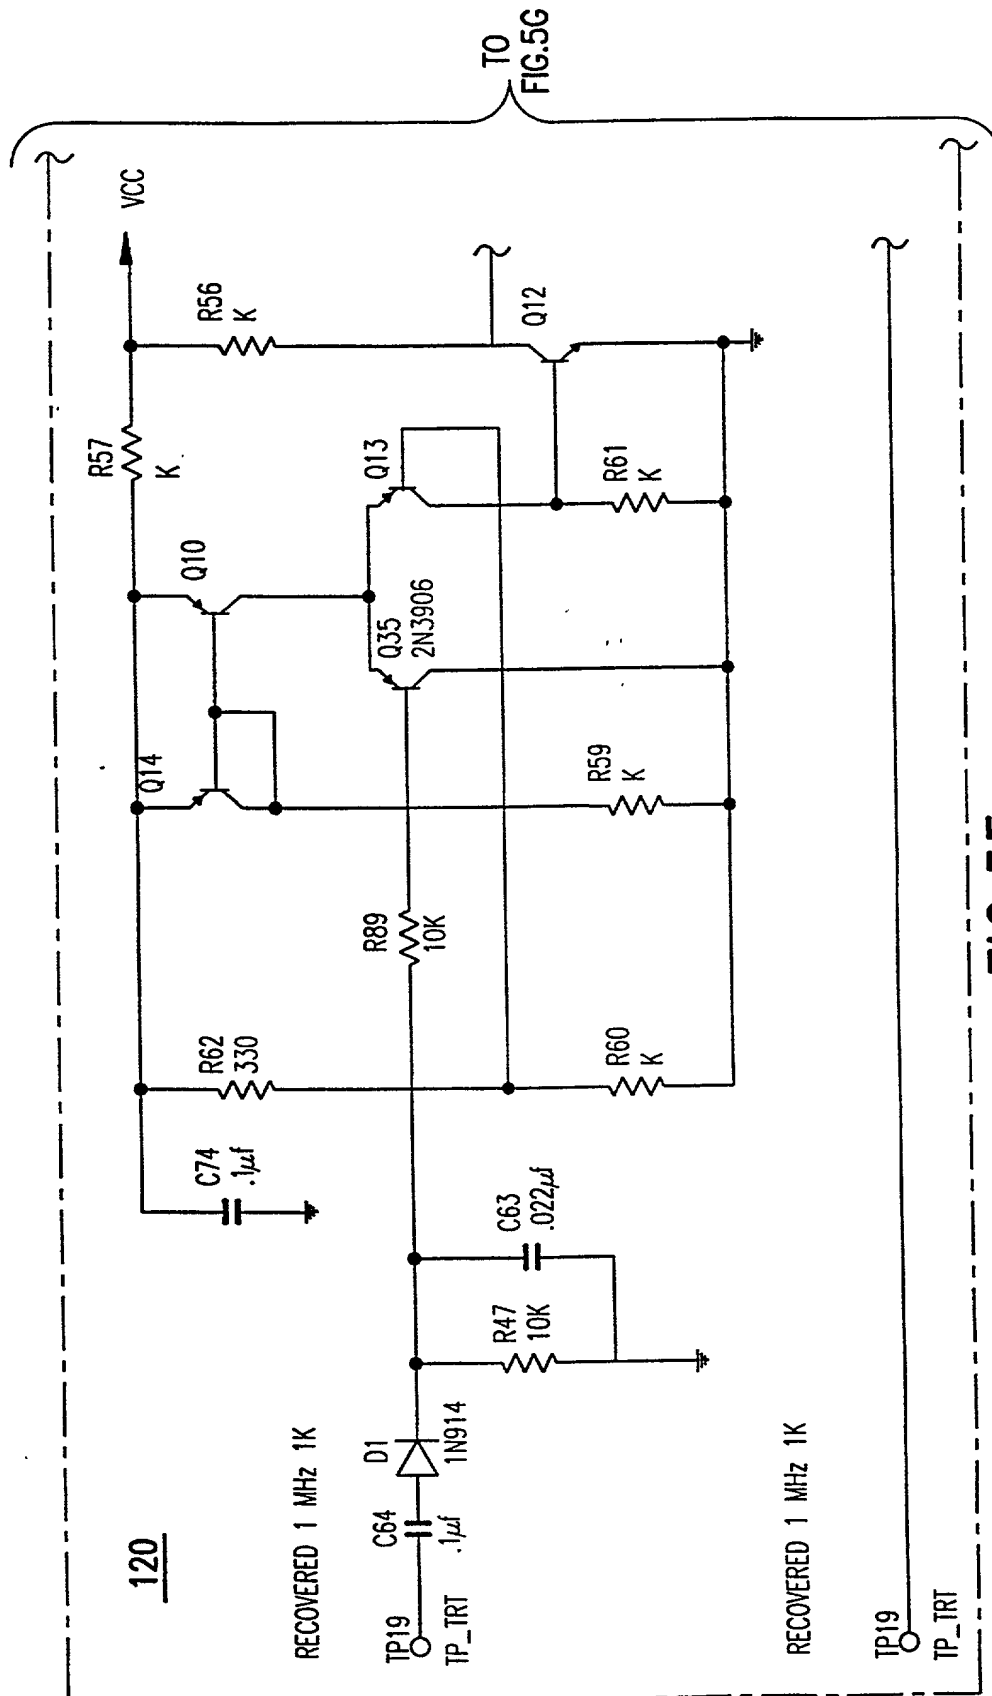 120
RECOVERED 1 MHz 1K
TP19
TP_TRT
C64
.1µf
D1
1N914
R47
10K
C63
.022µf
C74
.1µf
R62
330
R60
K
R89
10K
Q14
R59
K
Q10
Q35
2N3906
Q13
R61
K
R57
K
R56
K
Q12
VCC
TO
FIG.5G
RECOVERED 1 MHz 1K
TP19
TP_TRT